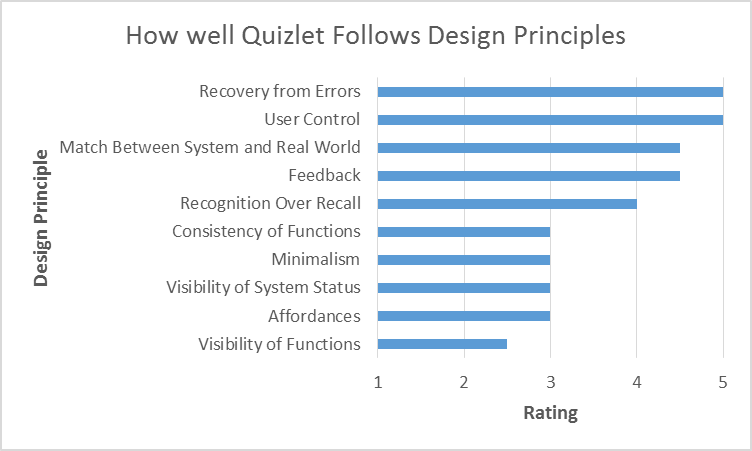 How well Quizlet Follows Design Principles
Design Principle
Recovery from Errors
User Control
Match Between System and Real World
Feedback
Recognition Over Recall
Consistency of Functions
Minimalism
Visibility of System Status
Affordances
Visibility of Functions
1 2 3 4 5
Rating